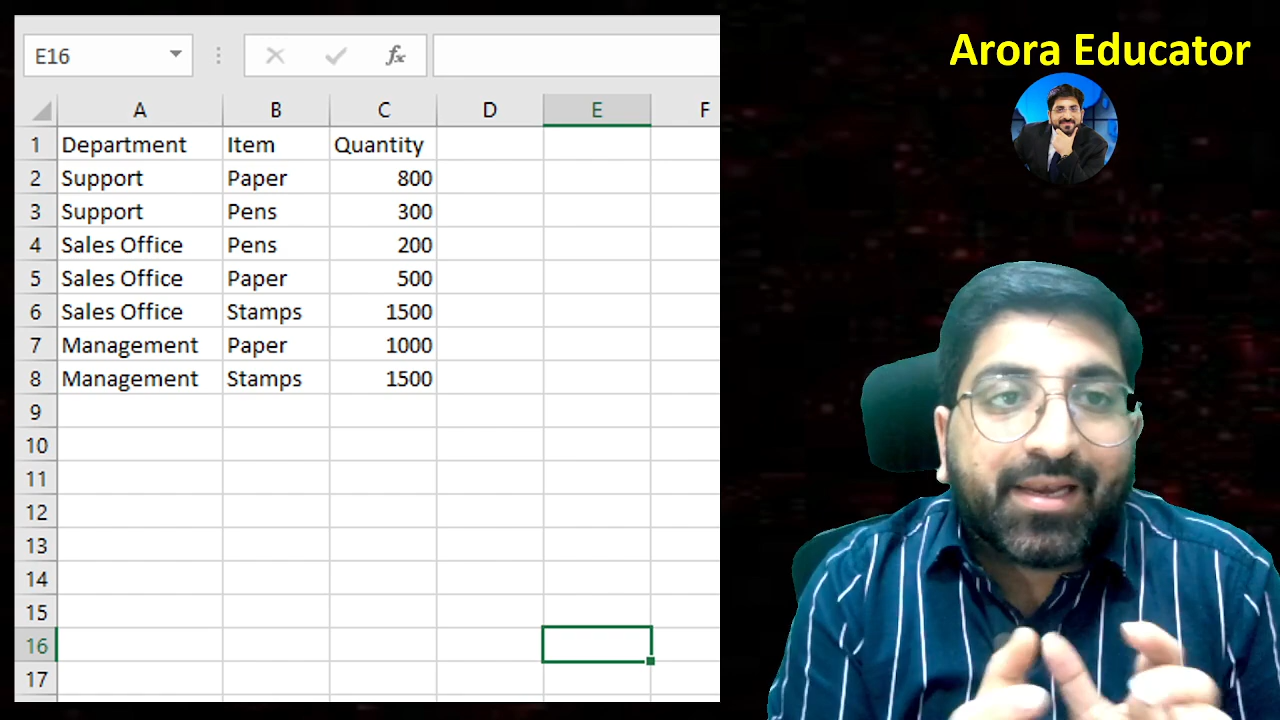 Arora Educator
E16
fx
A B C D E F
1 Department Item Quantity
2 Support Paper 800
3 Support Pens 300
4 Sales Office Pens 200
5 Sales Office Paper 500
6 Sales Office Stamps 1500
7 Management Paper 1000
8 Management Stamps 1500
9
10
11
12
13
14
15
16
17